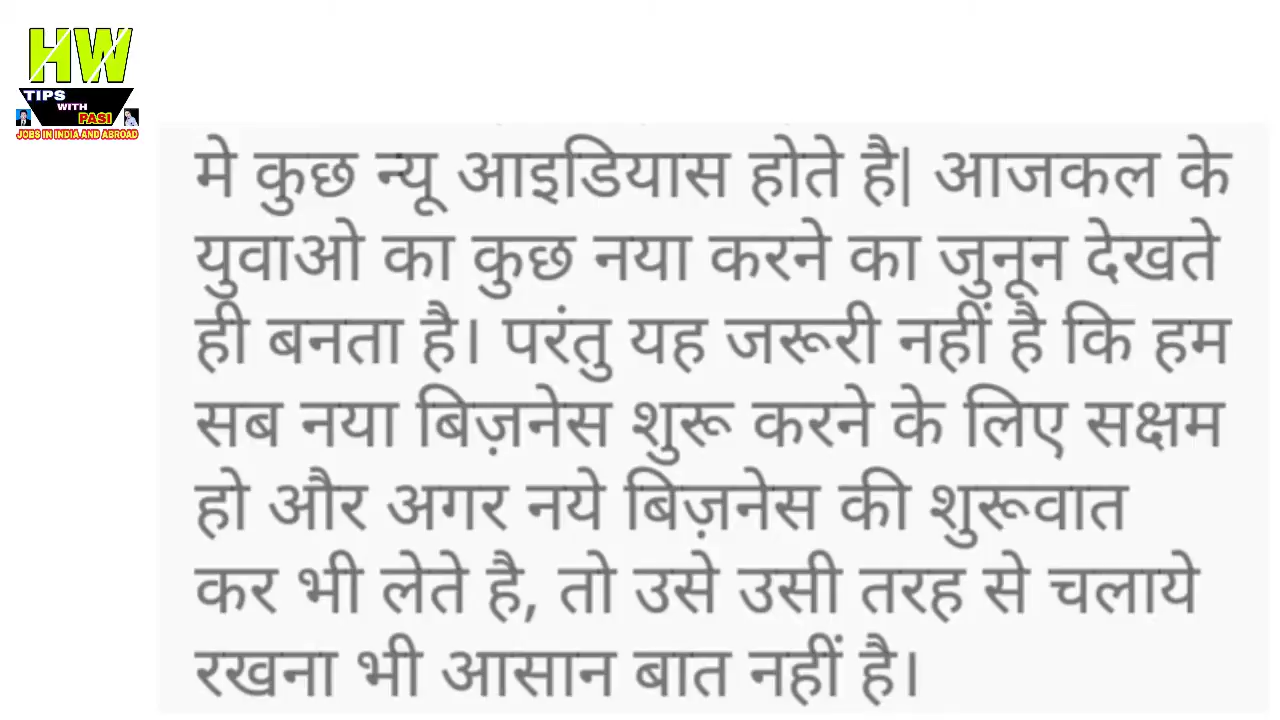 HW
TIPS
WITH
PASI
JOBS IN INDIA AND ABROAD
मे कुछ न्यू आइडियास होते है| आजकल के
युवाओ का कुछ नया करने का जुनून देखते
ही बनता है। परंतु यह जरूरी नहीं है कि हम
सब नया बिज़नेस शुरू करने के लिए सक्षम
हो और अगर नये बिज़नेस की शुरूवात
कर भी लेते है, तो उसे उसी तरह से चलाये
रखना भी आसान बात नहीं है।